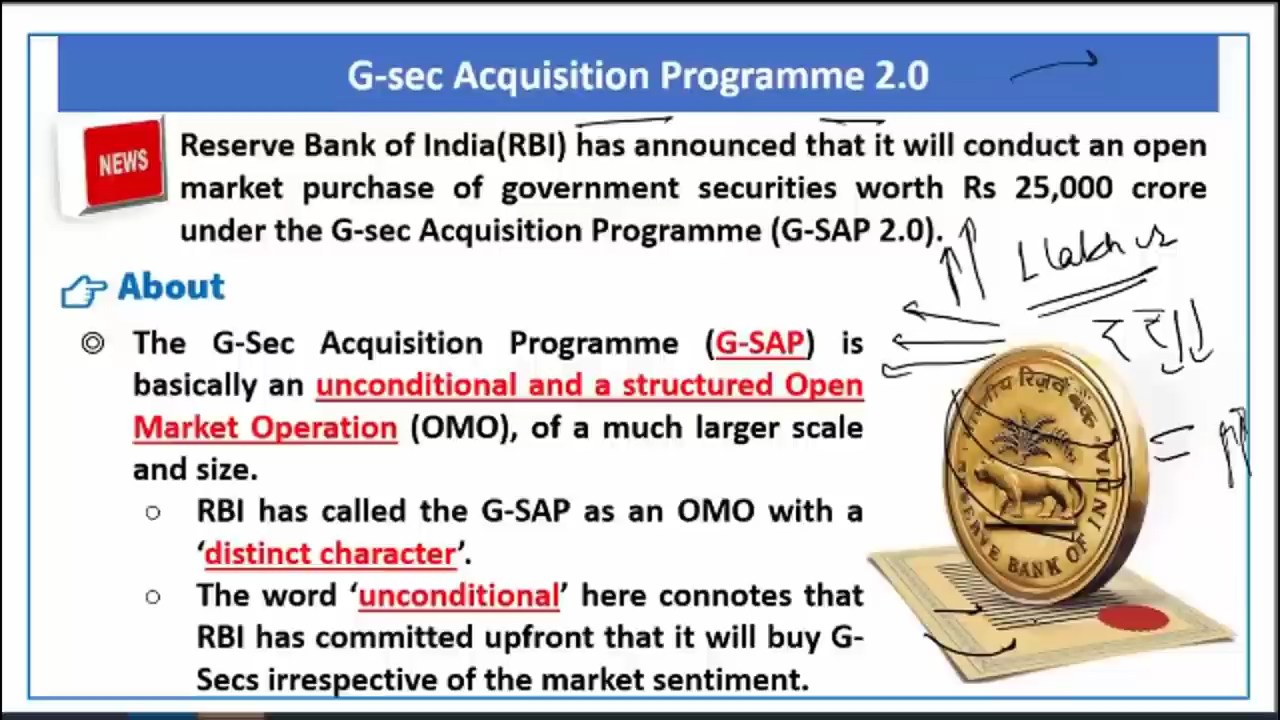 G-sec Acquisition Programme 2.0
NEWS
Reserve Bank of India(RBI) has announced that it will conduct an open
market purchase of government securities worth Rs 25,000 crore
under the G-sec Acquisition Programme (G-SAP 2.0).
1 lakh cr
₹ ₹
About
The G-Sec Acquisition Programme (G-SAP) is
basically an unconditional and a structured Open
Market Operation (OMO), of a much larger scale
and size.
RBI has called the G-SAP as an OMO with a
‘distinct character’.
The word ‘unconditional’ here connotes that
RBI has committed upfront that it will buy G-
Secs irrespective of the market sentiment.
भारतीय रिज़र्व बैंक
RESERVE BANK OF INDIA